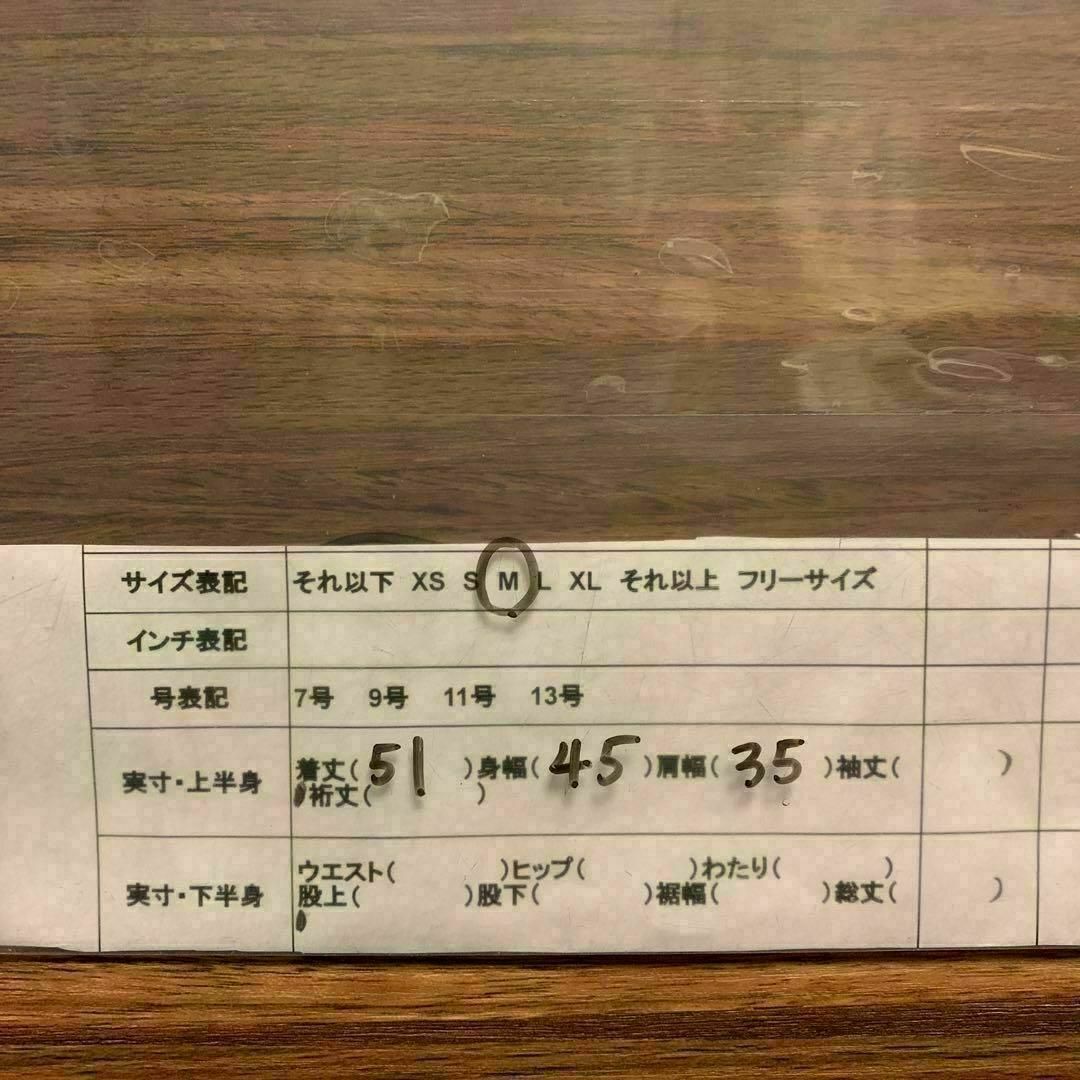 サイズ表記 それ以下 XS S M L XL それ以上 フリーサイズ
インチ表記
号表記 7号 9号 11号 13号
実寸・上半身 着丈( 51 )身幅( 45 )肩幅( 35 )袖丈( )
裄丈( )
実寸・下半身 ウエスト( )ヒップ( )わたり( )
股上( )股下( )裾幅( )総丈( )